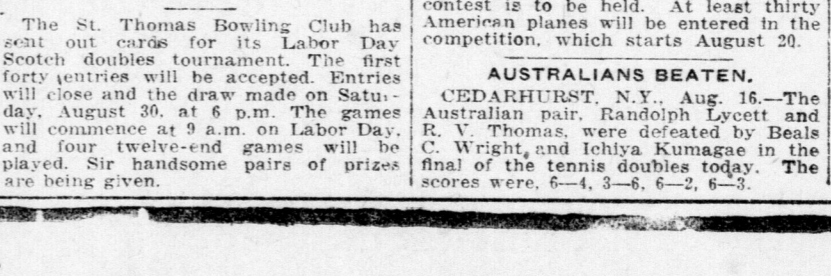 The St. Thomas Bowling Club has
sent out cards for its Labor Day
Scotch doubles tournament. The first
forty entries will be accepted. Entries
will close and the draw made on Satur-
day, August 30, at 6 p.m. The games
will commence at 9 a.m. on Labor Day,
and four twelve-end games will be
played. Sir handsome pairs of prizes
are being given.
contest is to be held. At least thirty
American planes will be entered in the
competition, which starts August 20.
AUSTRALIANS BEATEN.
CEDARHURST, N.Y., Aug. 16.—The
Australian pair, Randolph Lycett and
R. V. Thomas, were defeated by Beals
C. Wright and Ichiya Kumagae in the
final of the tennis doubles today. The
scores were, 6—4, 3—6, 6—2, 6—3.